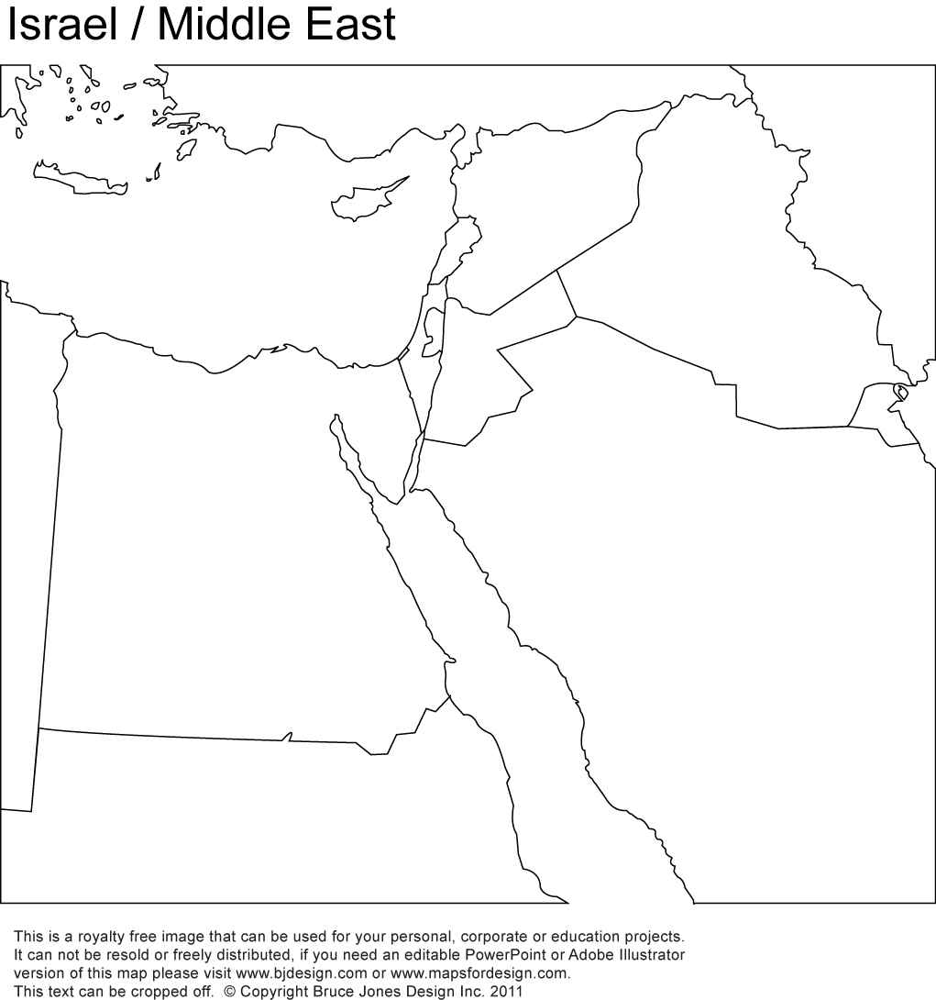 Israel / Middle East
This is a royalty free image that can be used for your personal, corporate or education projects.
It can not be resold or freely distributed, if you need an editable PowerPoint or Adobe Illustrator
version of this map please visit www.bjdesign.com or www.mapsfordesign.com.
This text can be cropped off.  © Copyright Bruce Jones Design Inc. 2011